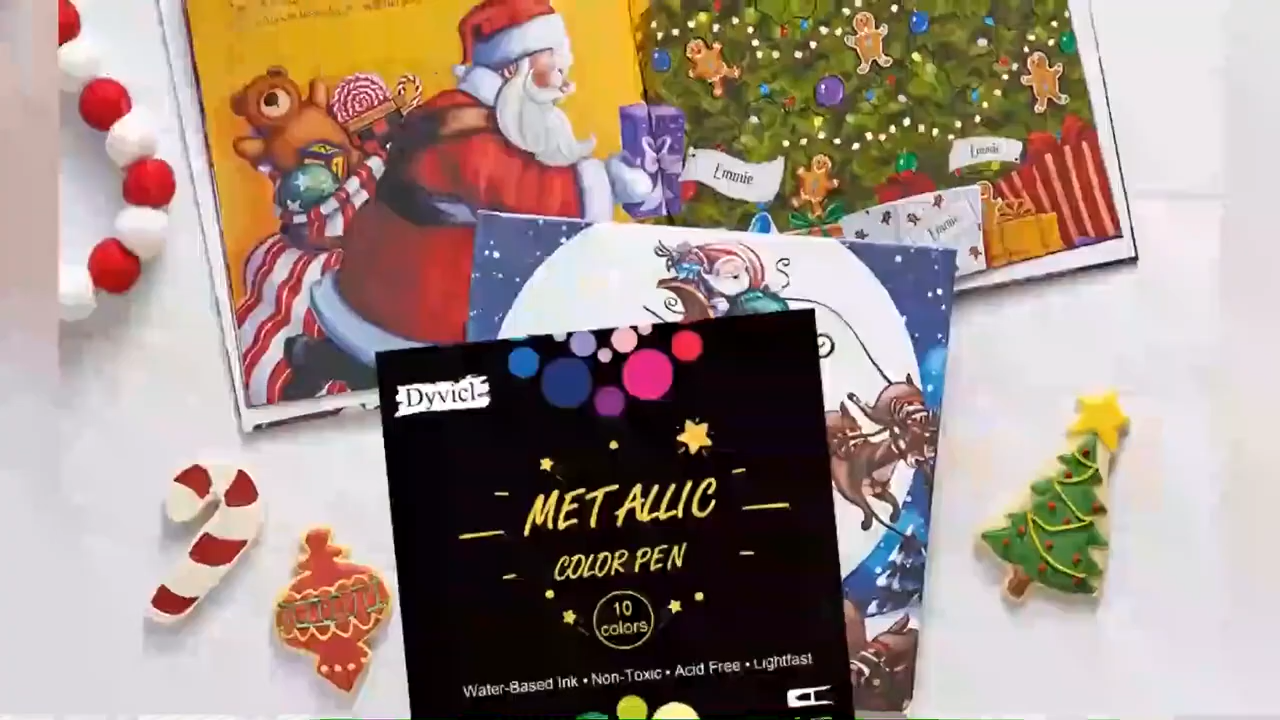 Emmie
Emmie
Emmie
Dyvicl
METALLIC
COLOR PEN
10
colors
Water-Based Ink • Non-Toxic • Acid Free • Lightfast